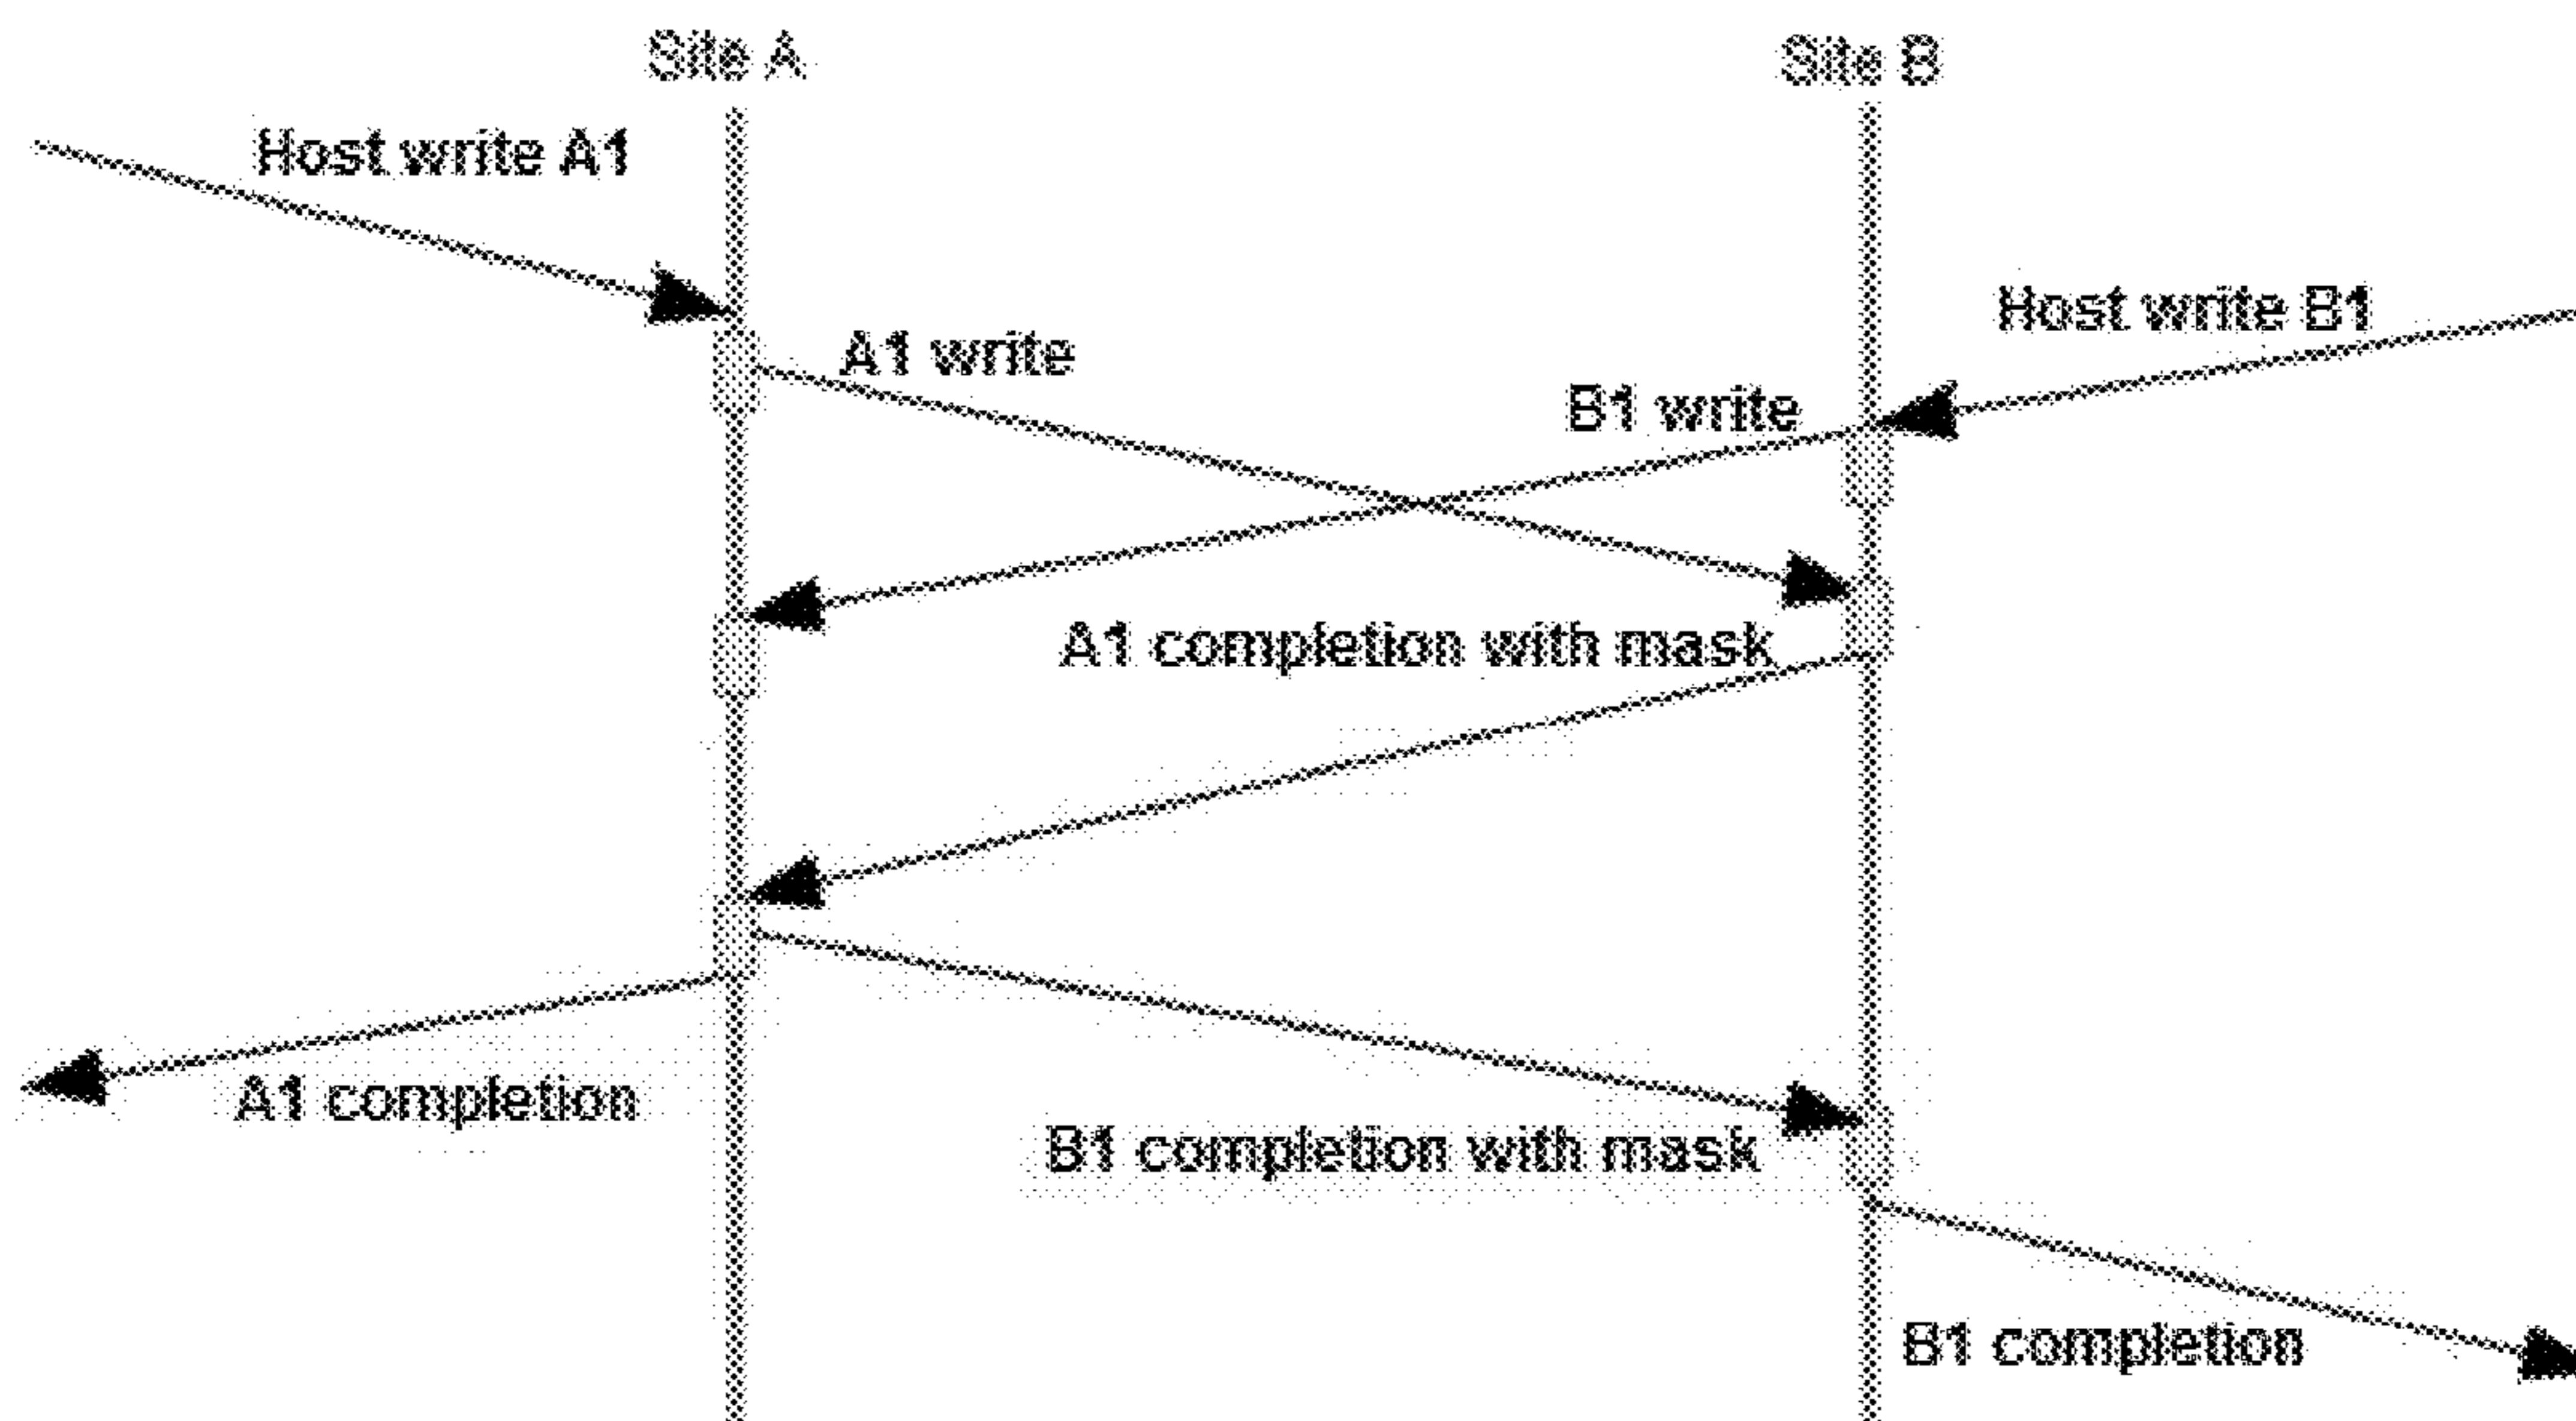 Site A
Site B
Host write A1
Host write B1
A1 write
B1 write
A1 completion with mask
A1 completion
B1 completion with mask
B1 completion